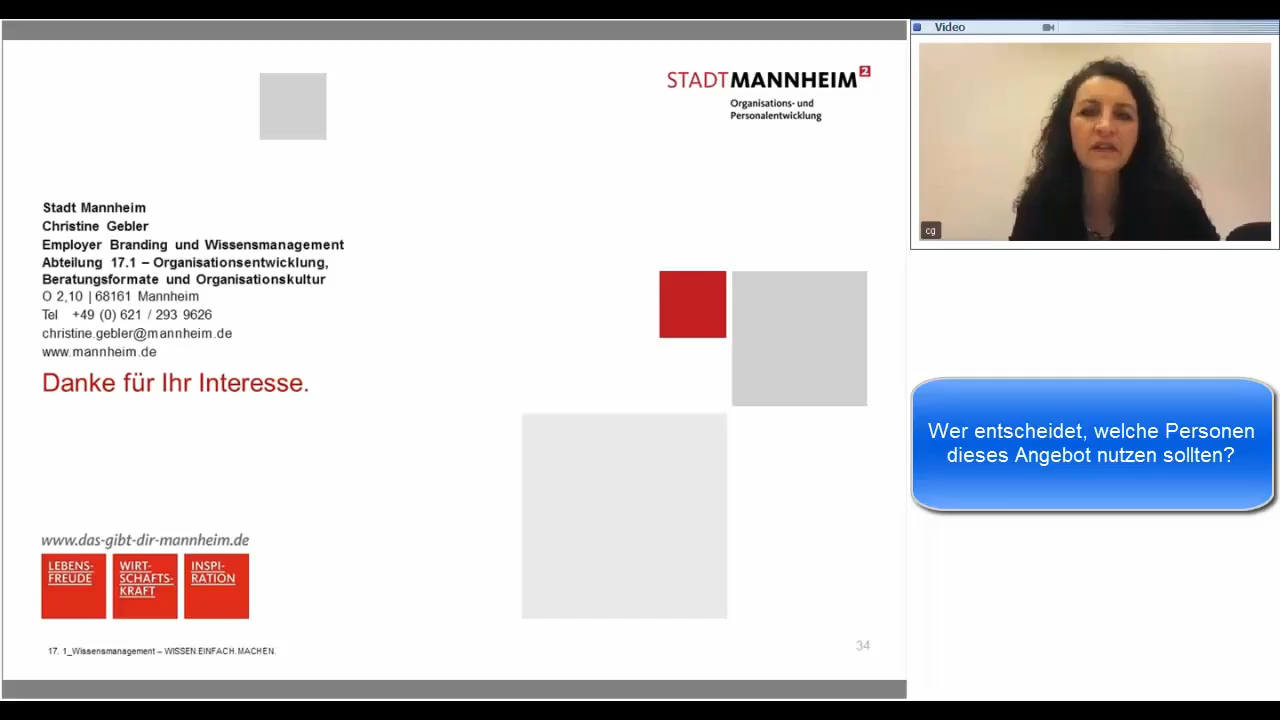 STADTMANNHEIM²
Organisations- und
Personalentwicklung
Stadt Mannheim
Christine Gebler
Employer Branding und Wissensmanagement
Abteilung 17.1 – Organisationsentwicklung,
Beratungsformate und Organisationskultur
O 2,10 | 68161 Mannheim
Tel +49 (0) 621 / 293 9626
christine.gebler@mannheim.de
www.mannheim.de
Danke für Ihr Interesse.
www.das-gibt-dir-mannheim.de
LEBENS-
FREUDE
WIRT-
SCHAFTS-
KRAFT
INSPI-
RATION
17. 1_Wissensmanagement – WISSEN.EINFACH.MACHEN.
34
Video
cg
Wer entscheidet, welche Personen
dieses Angebot nutzen sollten?